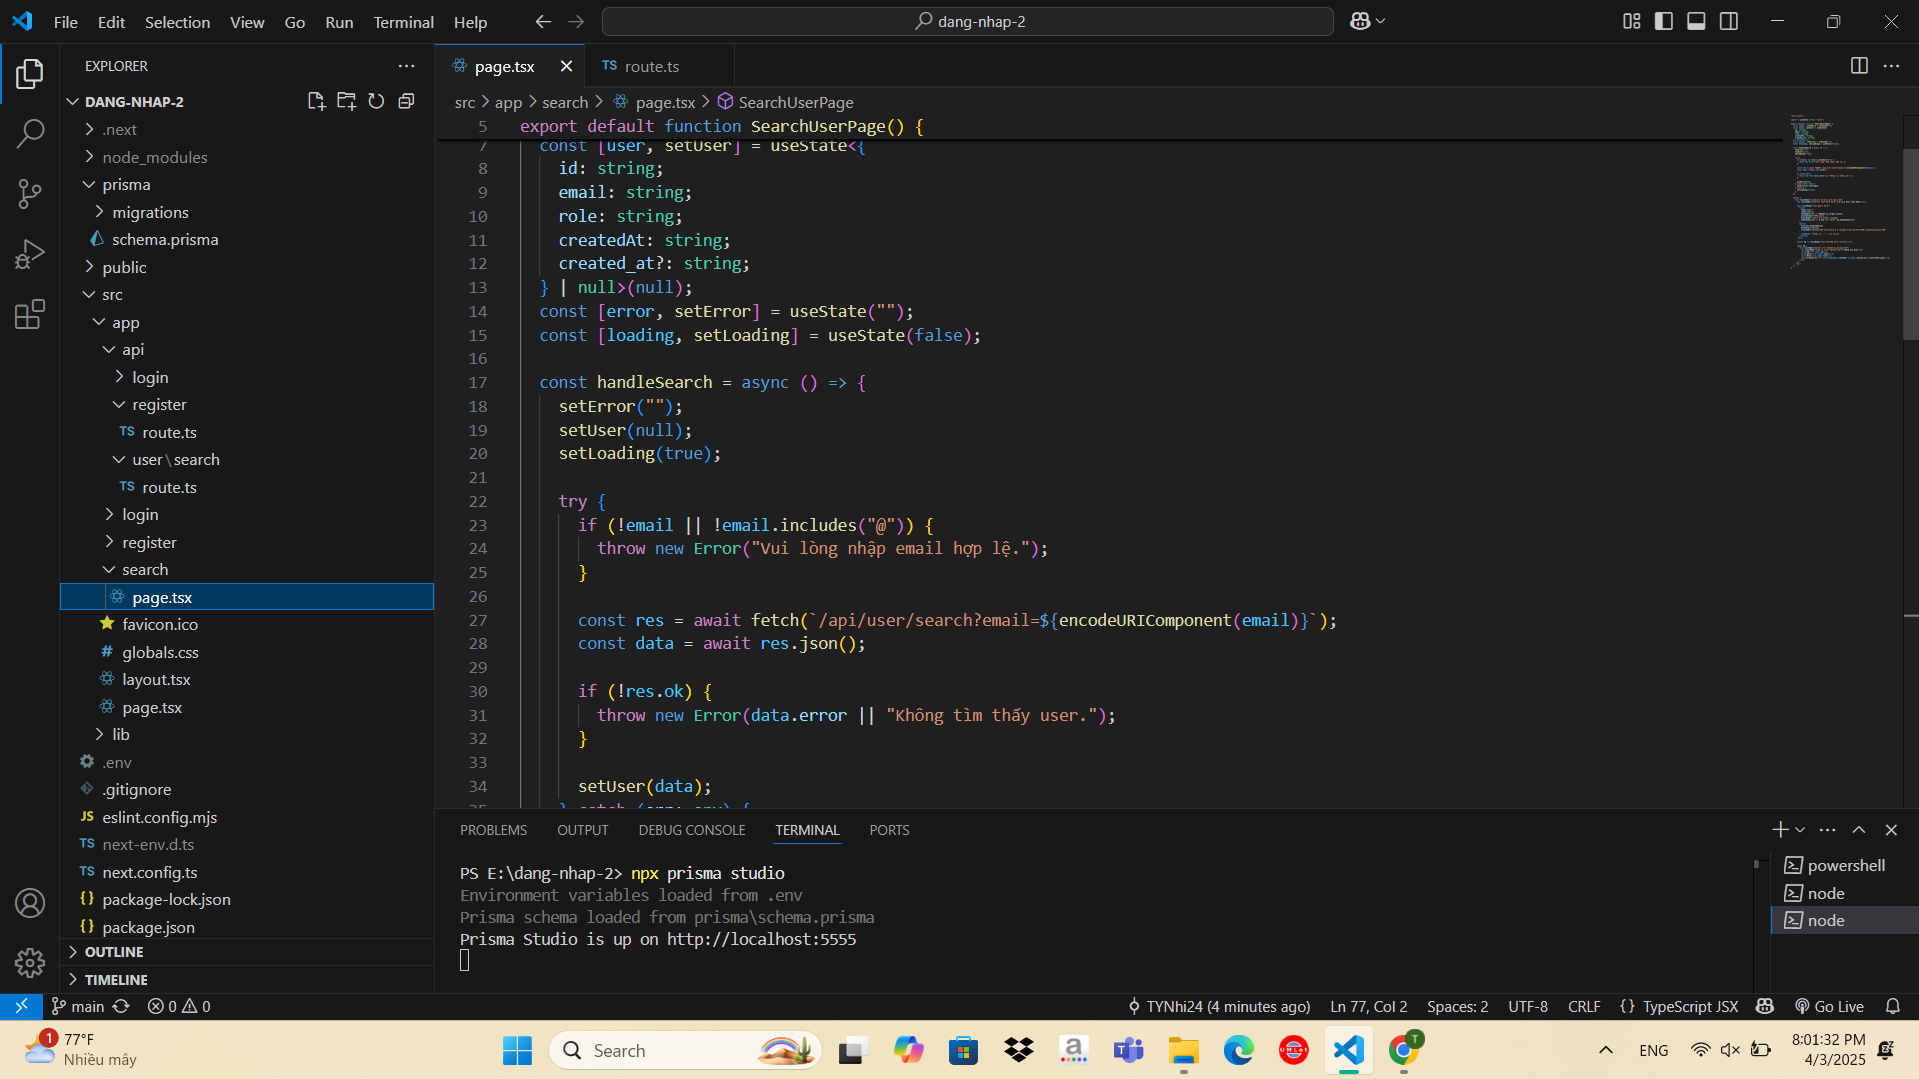 File Edit Selection View Go Run Terminal Help
dang-nhap-2
EXPLORER
DANG-NHAP-2
.next
node_modules
prisma
migrations
schema.prisma
public
src
app
api
login
register
TS route.ts
user\search
TS route.ts
login
register
search
page.tsx
favicon.ico
# globals.css
layout.tsx
page.tsx
lib
.env
.gitignore
JS eslint.config.mjs
TS next-env.d.ts
TS next.config.ts
{} package-lock.json
{} package.json
OUTLINE
TIMELINE
page.tsx
TS route.ts
src > app > search > page.tsx > SearchUserPage
5 export default function SearchUserPage() {
7 const [user, setUser] = useState<{
8 id: string;
9 email: string;
10 role: string;
11 createdAt: string;
12 created_at?: string;
13 } | null>(null);
14 const [error, setError] = useState("");
15 const [loading, setLoading] = useState(false);
16
17 const handleSearch = async () => {
18 setError("");
19 setUser(null);
20 setLoading(true);
21
22 try {
23 if (!email || !email.includes("@")) {
24 throw new Error("Vui lòng nhập email hợp lệ.");
25 }
26
27 const res = await fetch(`/api/user/search?email=${encodeURIComponent(email)}`);
28 const data = await res.json();
29
30 if (!res.ok) {
31 throw new Error(data.error || "Không tìm thấy user.");
32 }
33
34 setUser(data);
PROBLEMS OUTPUT DEBUG CONSOLE TERMINAL PORTS
PS E:\dang-nhap-2> npx prisma studio
Environment variables loaded from .env
Prisma schema loaded from prisma\schema.prisma
Prisma Studio is up on http://localhost:5555
powershell
node
node
main 0 0
TYNhi24 (4 minutes ago) Ln 77, Col 2 Spaces: 2 UTF-8 CRLF {} TypeScript JSX Go Live
1
77°F
Nhiều mây
Search
T
ENG
8:01:32 PM
4/3/2025